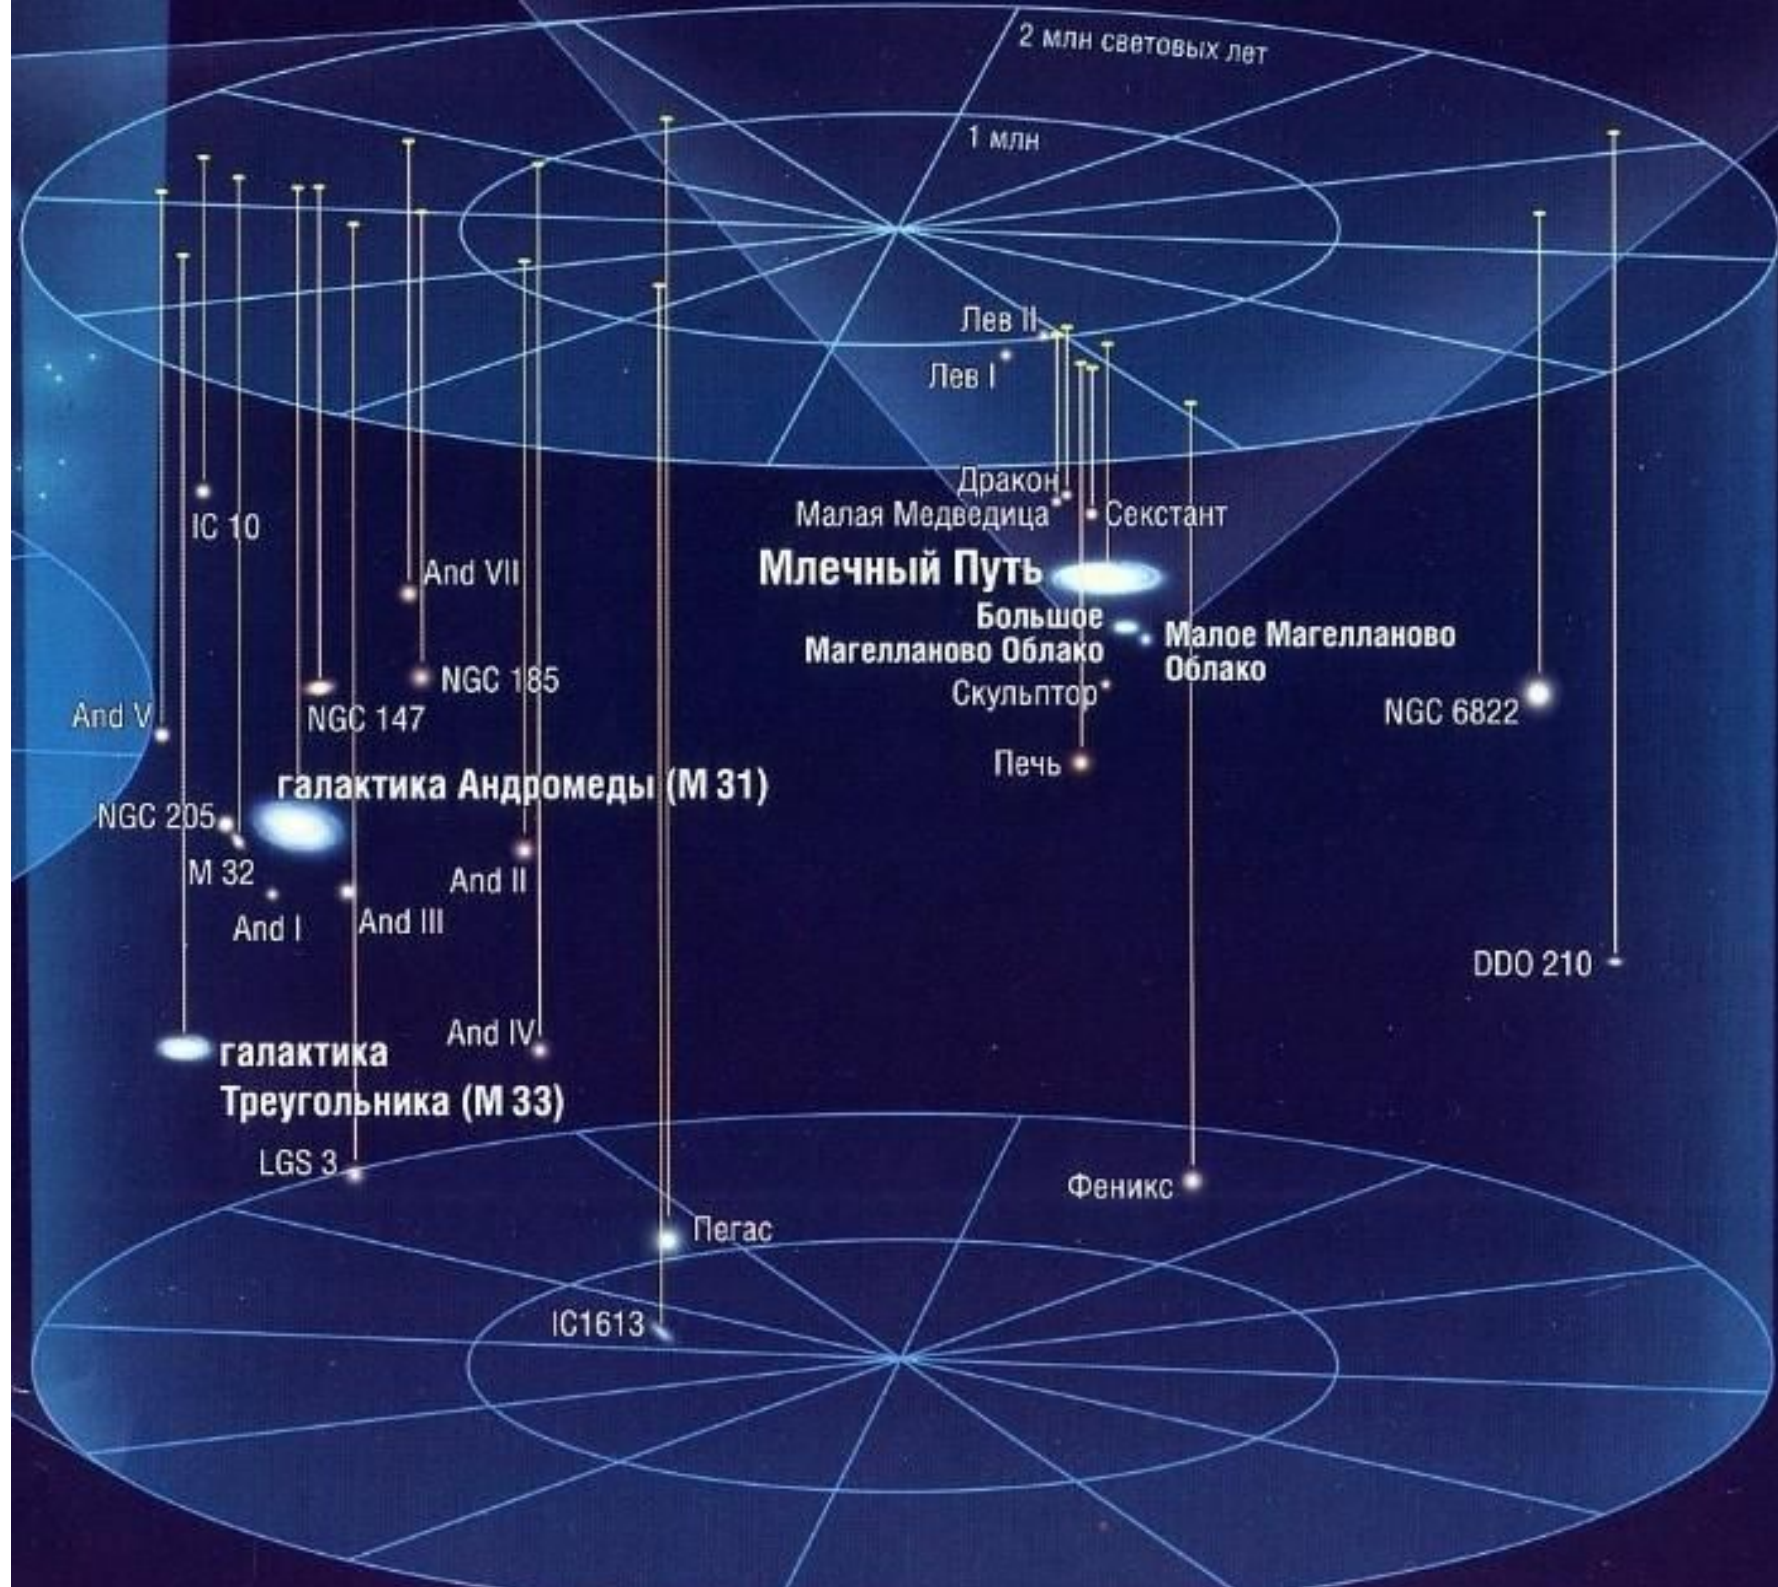 2 млн световых лет
1 млн
Лев II
Лев I
Дракон
Малая Медведица
Секстант
IC 10
Млечный Путь
And VII
Большое
Магелланово Облако
Малое Магелланово
Облако
NGC 185
Скульптор
NGC 147
NGC 6822
And V
Печь
галактика Андромеды (М 31)
NGC 205
M 32
And II
And I
And III
DDO 210
And IV
галактика
Треугольника (М 33)
LGS 3
Феникс
Пегас
IC1613